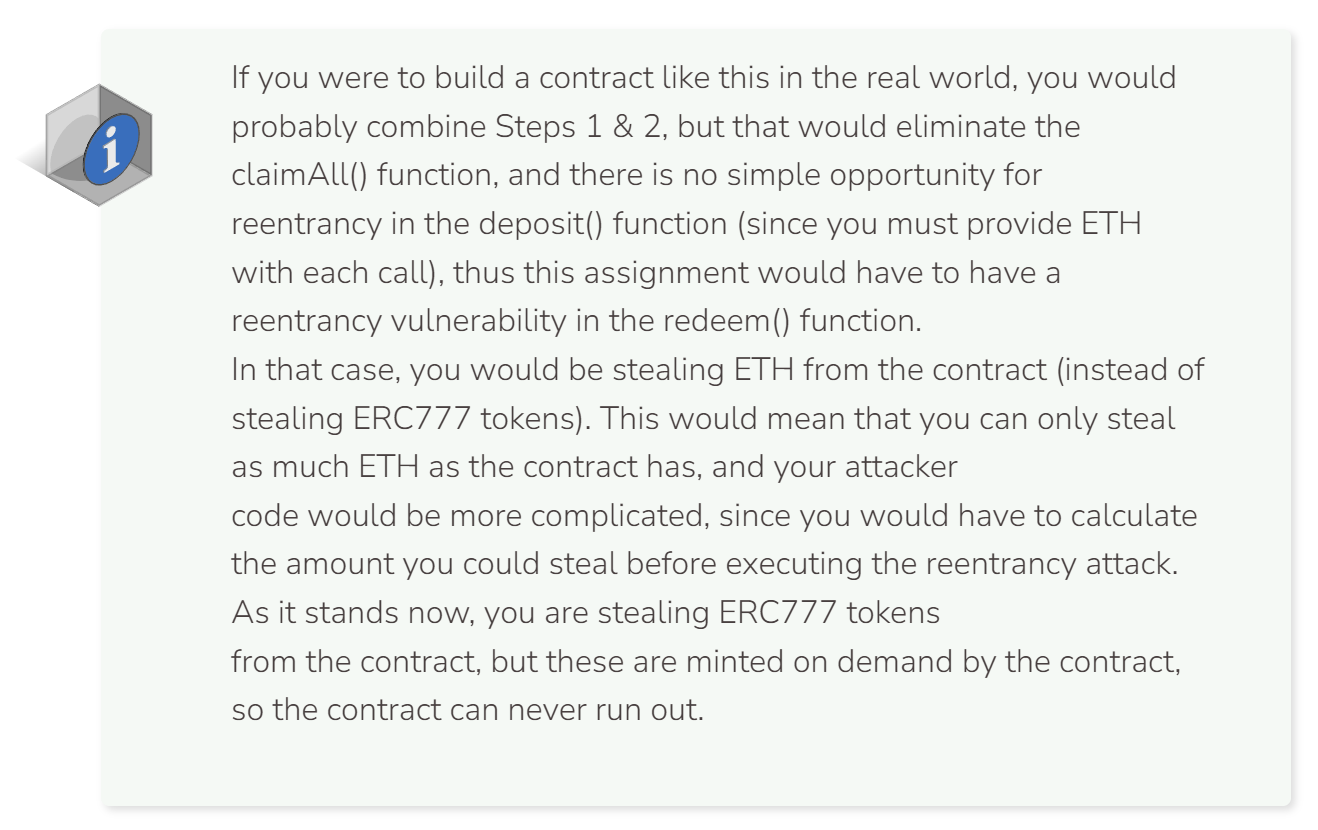 If you were to build a contract like this in the real world, you would
probably combine Steps 1 & 2, but that would eliminate the
claimAll() function, and there is no simple opportunity for
reentrancy in the deposit() function (since you must provide ETH
with each call), thus this assignment would have to have a
reentrancy vulnerability in the redeem() function.
In that case, you would be stealing ETH from the contract (instead of
stealing ERC777 tokens). This would mean that you can only steal
as much ETH as the contract has, and your attacker
code would be more complicated, since you would have to calculate
the amount you could steal before executing the reentrancy attack.
As it stands now, you are stealing ERC777 tokens
from the contract, but these are minted on demand by the contract,
so the contract can never run out.